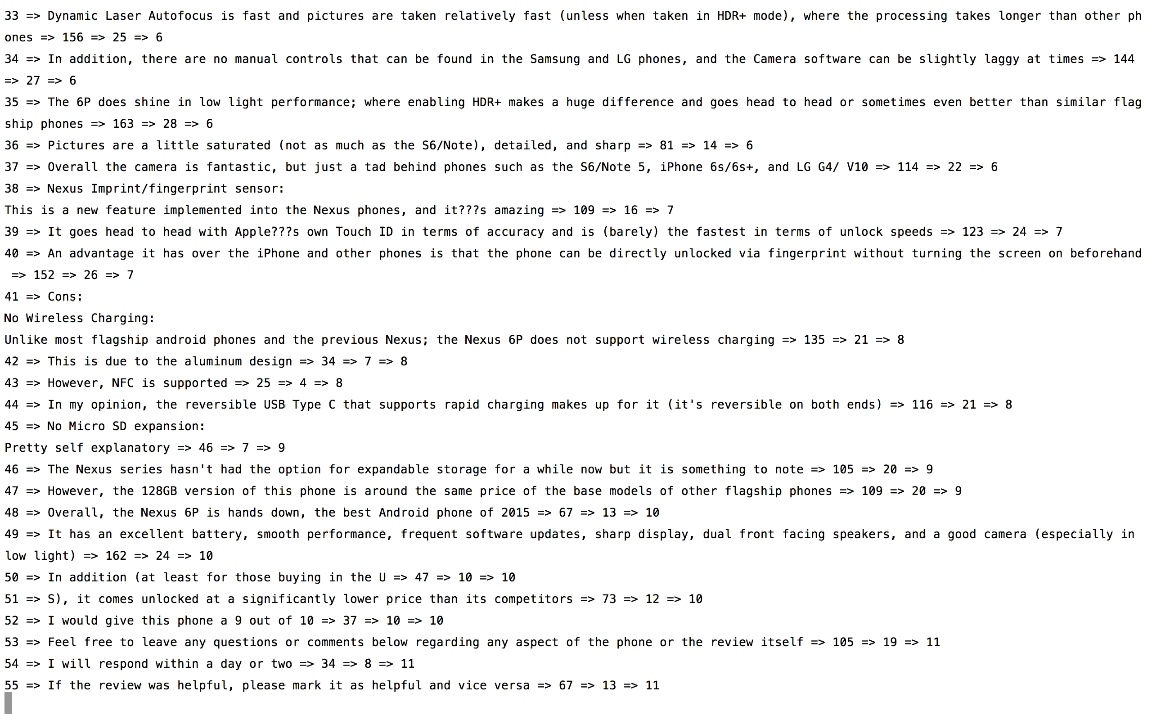 33 => Dynamic Laser Autofocus is fast and pictures are taken relatively fast (unless when taken in HDR+ mode), where the processing takes longer than other ph
ones => 156 => 25 => 6
34 => In addition, there are no manual controls that can be found in the Samsung and LG phones, and the Camera software can be slightly laggy at times => 144
=> 27 => 6
35 => The 6P does shine in low light performance; where enabling HDR+ makes a huge difference and goes head to head or sometimes even better than similar flag
ship phones => 163 => 28 => 6
36 => Pictures are a little saturated (not as much as the S6/Note), detailed, and sharp => 81 => 14 => 6
37 => Overall the camera is fantastic, but just a tad behind phones such as the S6/Note 5, iPhone 6s/6s+, and LG G4/ V10 => 114 => 22 => 6
38 => Nexus Imprint/fingerprint sensor:
This is a new feature implemented into the Nexus phones, and it???s amazing => 109 => 16 => 7
39 => It goes head to head with Apple???s own Touch ID in terms of accuracy and is (barely) the fastest in terms of unlock speeds => 123 => 24 => 7
40 => An advantage it has over the iPhone and other phones is that the phone can be directly unlocked via fingerprint without turning the screen on beforehand
=> 152 => 26 => 7
41 => Cons:
No Wireless Charging:
Unlike most flagship android phones and the previous Nexus; the Nexus 6P does not support wireless charging => 135 => 21 => 8
42 => This is due to the aluminum design => 34 => 7 => 8
43 => However, NFC is supported => 25 => 4 => 8
44 => In my opinion, the reversible USB Type C that supports rapid charging makes up for it (it's reversible on both ends) => 116 => 21 => 8
45 => No Micro SD expansion:
Pretty self explanatory => 46 => 7 => 9
46 => The Nexus series hasn't had the option for expandable storage for a while now but it is something to note => 105 => 20 => 9
47 => However, the 128GB version of this phone is around the same price of the base models of other flagship phones => 109 => 20 => 9
48 => Overall, the Nexus 6P is hands down, the best Android phone of 2015 => 67 => 13 => 10
49 => It has an excellent battery, smooth performance, frequent software updates, sharp display, dual front facing speakers, and a good camera (especially in
low light) => 162 => 24 => 10
50 => In addition (at least for those buying in the U => 47 => 10 => 10
51 => S), it comes unlocked at a significantly lower price than its competitors => 73 => 12 => 10
52 => I would give this phone a 9 out of 10 => 37 => 10 => 10
53 => Feel free to leave any questions or comments below regarding any aspect of the phone or the review itself => 105 => 19 => 11
54 => I will respond within a day or two => 34 => 8 => 11
55 => If the review was helpful, please mark it as helpful and vice versa => 67 => 13 => 11